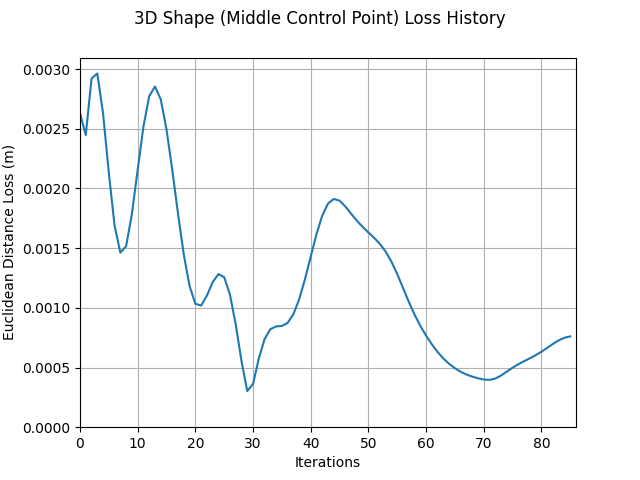 3D Shape (Middle Control Point) Loss History
0.0030
0.0025
0.0020
0.0015
0.0010
0.0005
0.0000
Euclidean Distance Loss (m)
0 10 20 30 40 50 60 70 80
Iterations